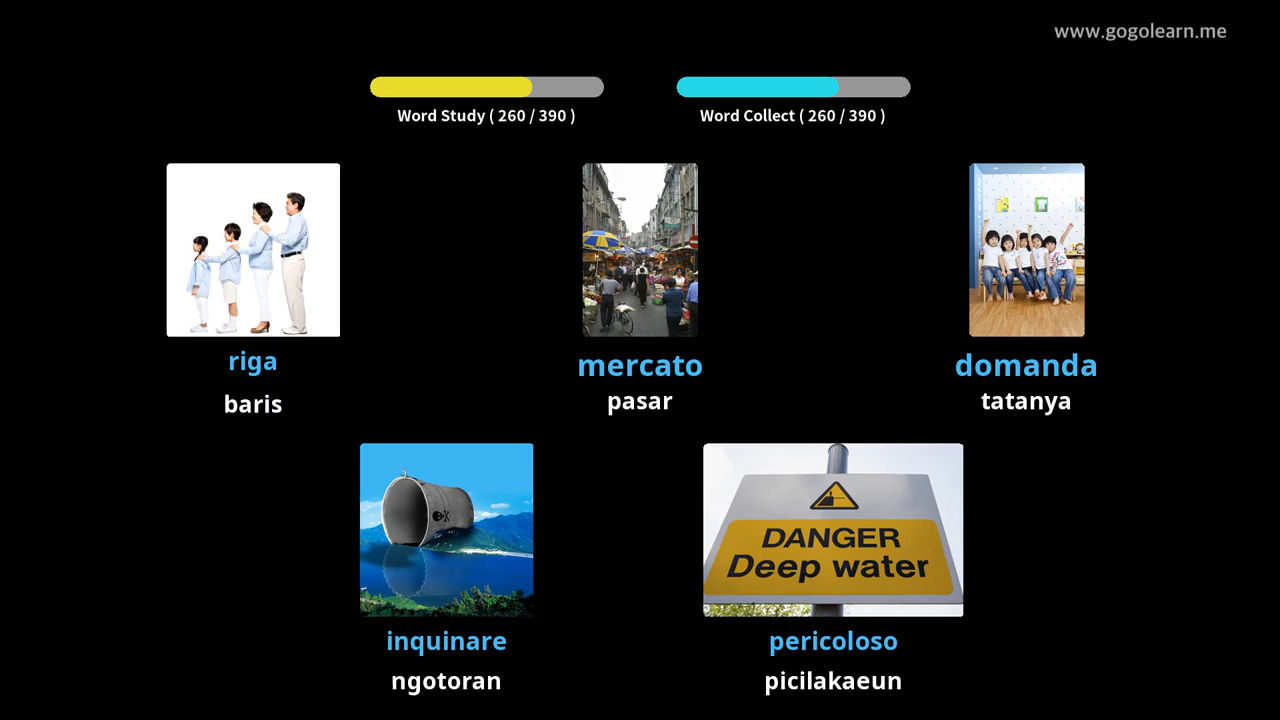 www.gogolearn.me
Word Study ( 260 / 390 )
Word Collect ( 260 / 390 )
riga
mercato
domanda
baris
pasar
tatanya
DANGER
Deep water
inquinare
pericoloso
ngotoran
picilakaeun